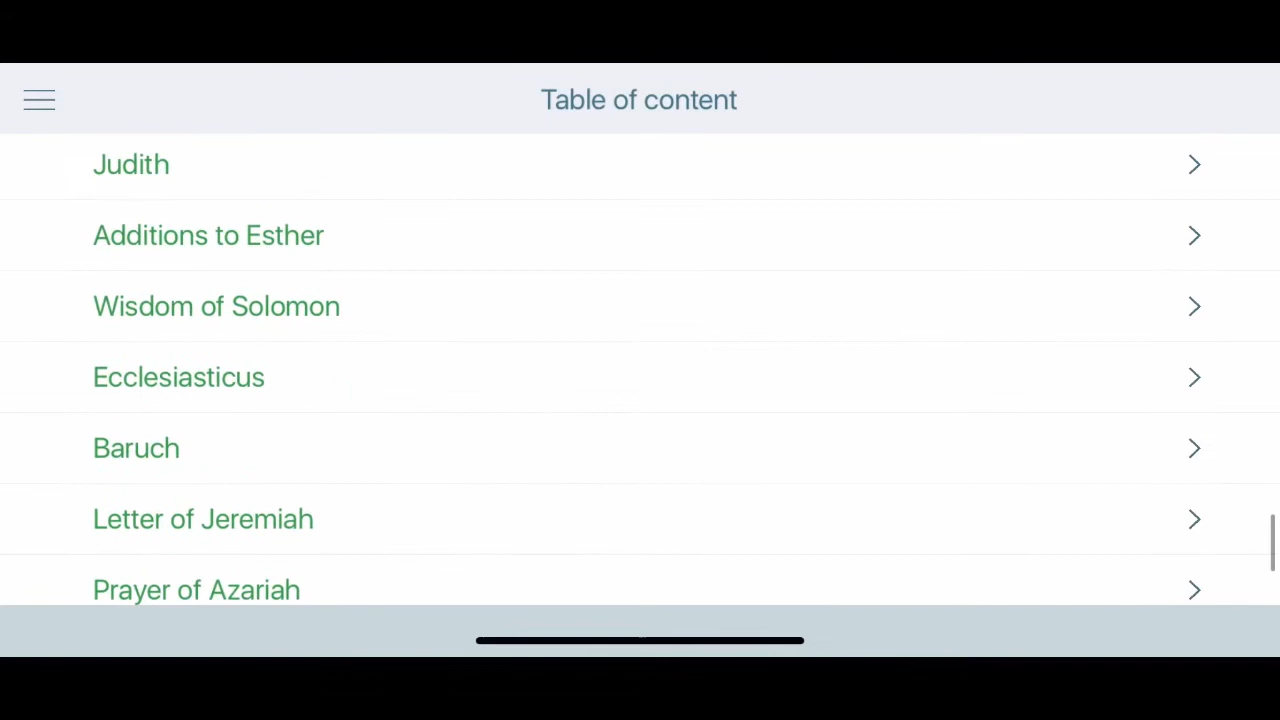 Table of content
Judith
Additions to Esther
Wisdom of Solomon
Ecclesiasticus
Baruch
Letter of Jeremiah
Prayer of Azariah